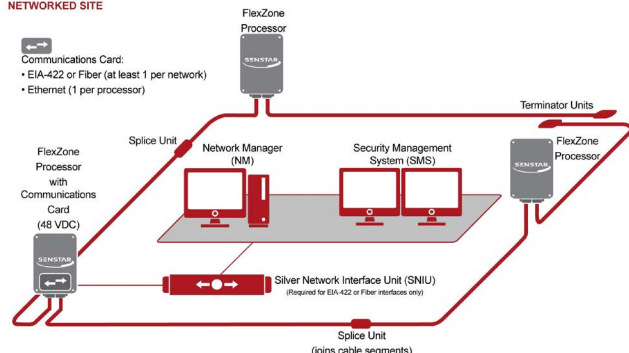 NETWORKED SITE
Communications Card:
• EIA-422 or Fiber (at least 1 per network)
• Ethernet (1 per processor)
FlexZone
Processor
SENSTAR
Terminator Units
Splice Unit
FlexZone
Processor
with
Communications
Card
(48 VDC)
SENSTAR
Network Manager
(NM)
Security Management
System (SMS)
FlexZone
Processor
SENSTAR
Silver Network Interface Unit (SNIU)
(Required for EIA-422 or Fiber interfaces only)
Splice Unit
(joins cable segments)